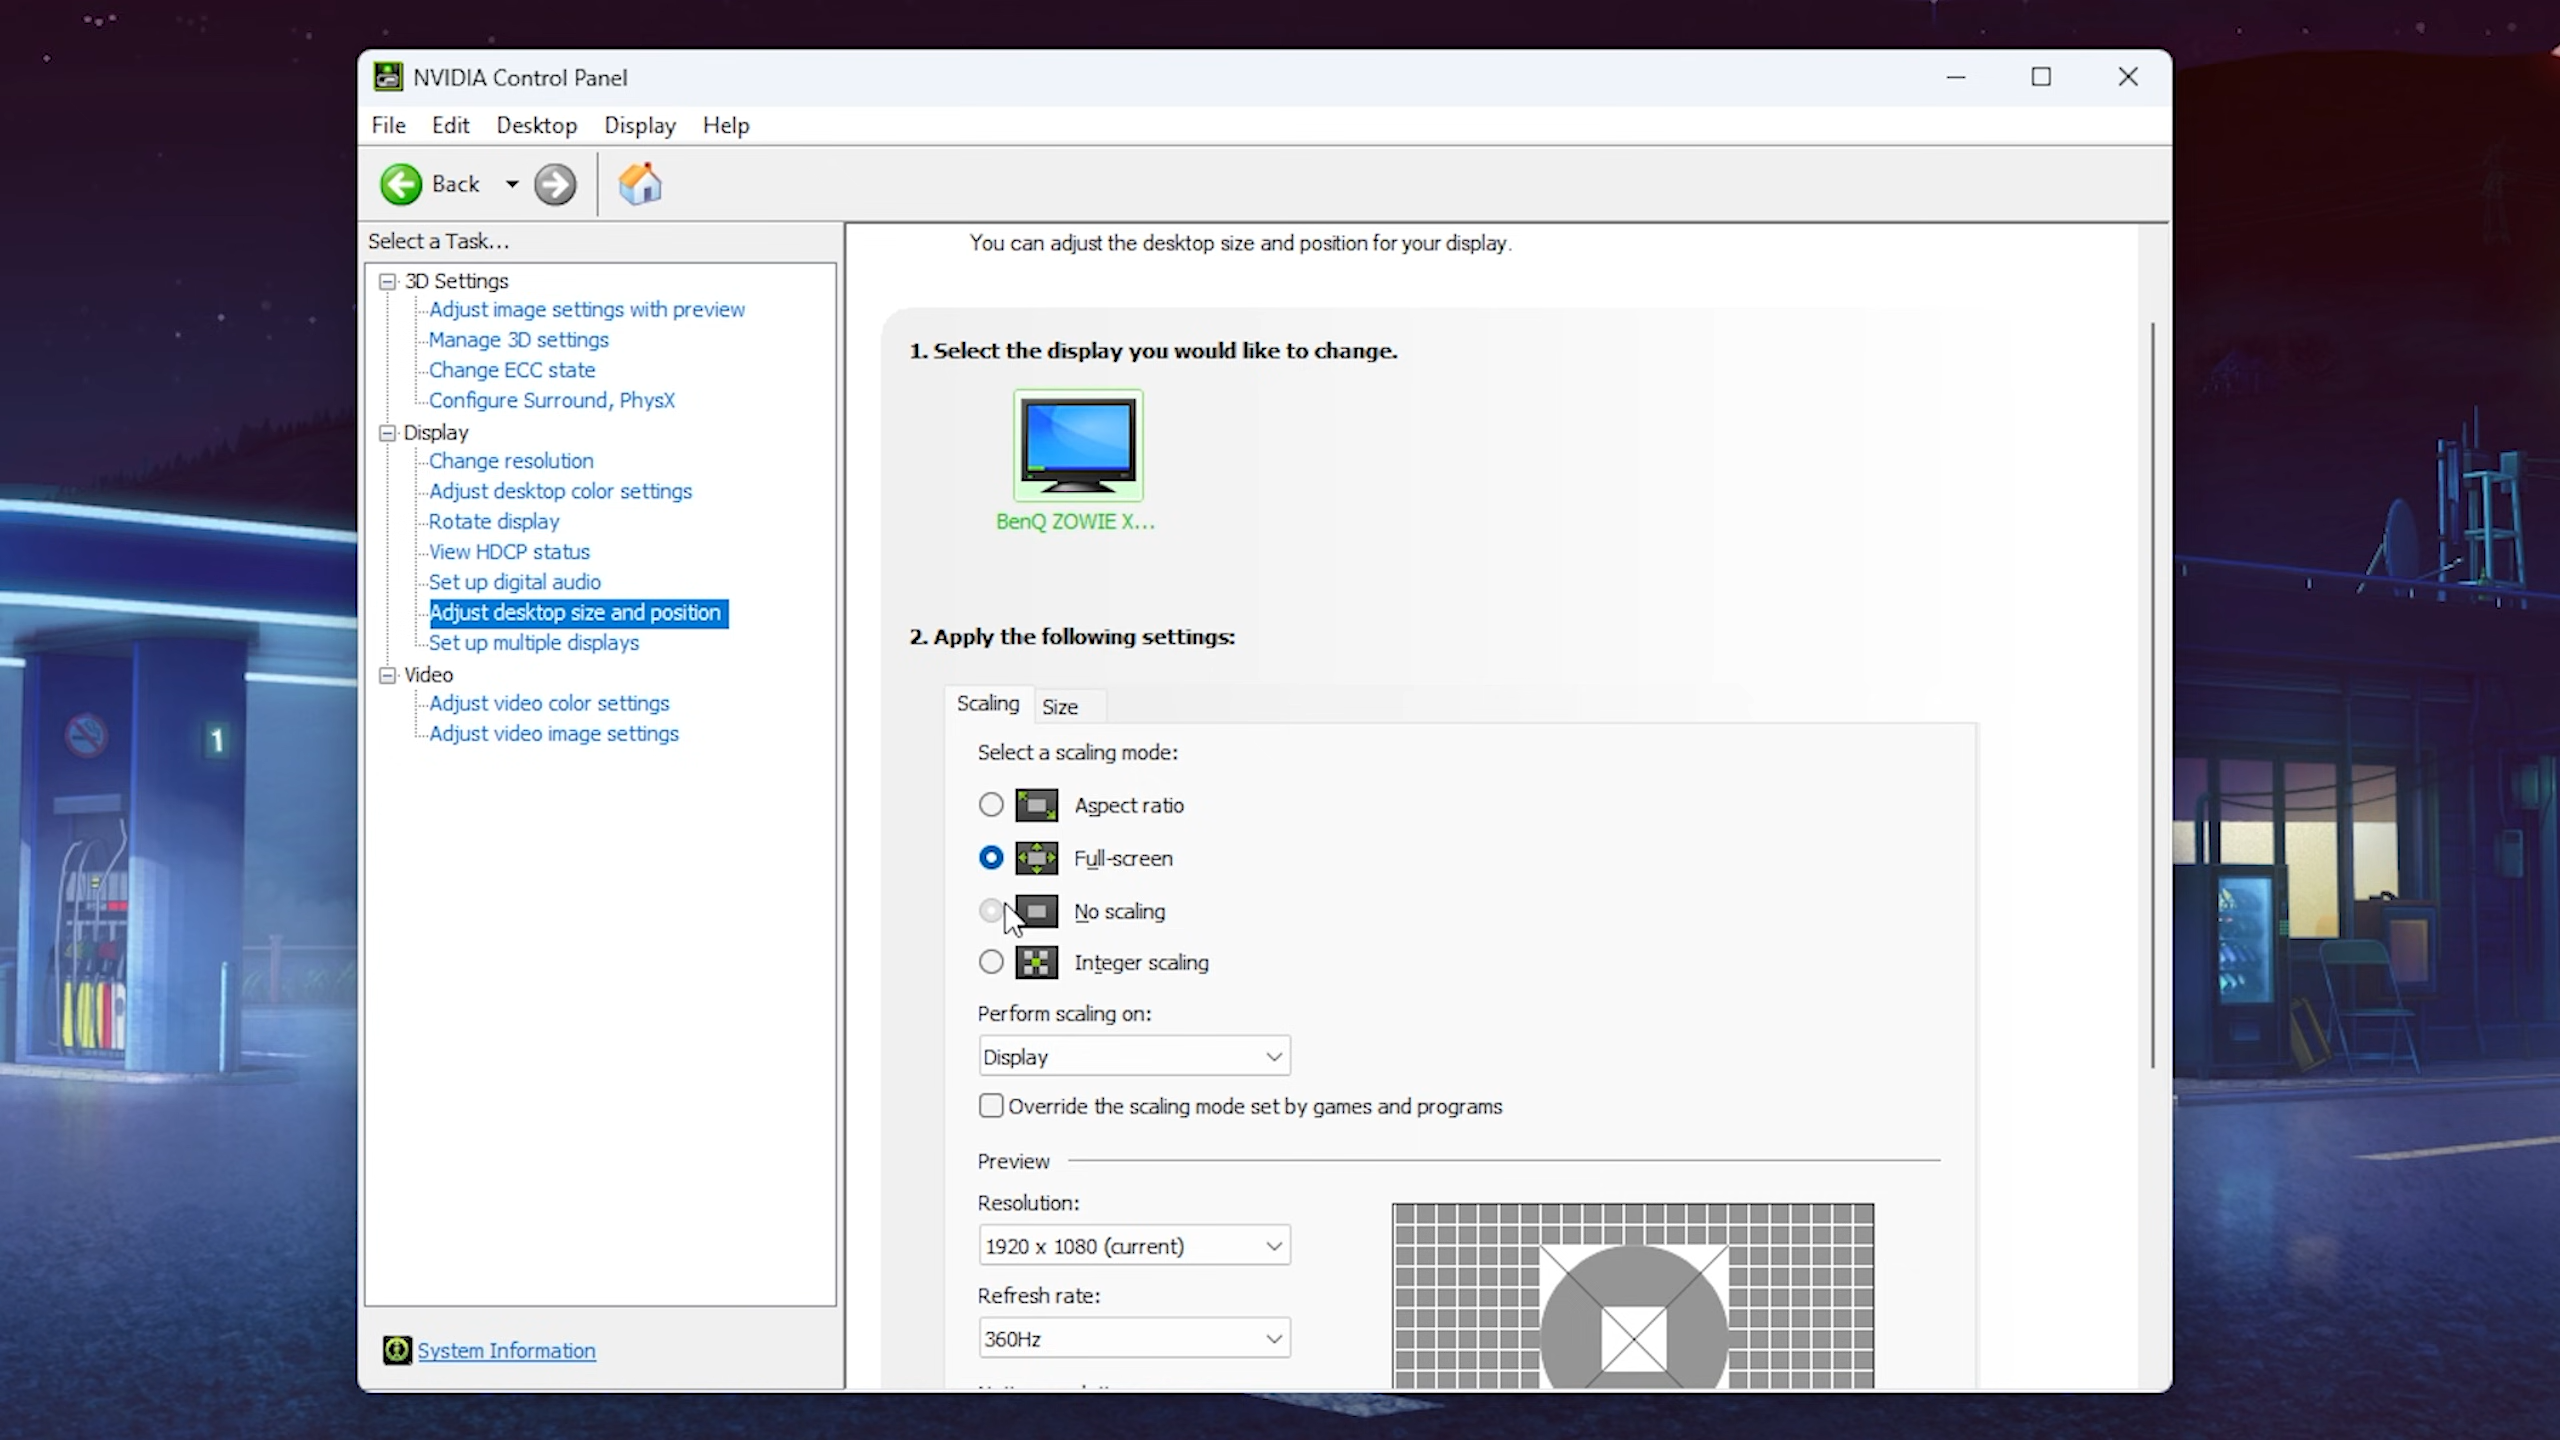 NVIDIA Control Panel
File Edit Desktop Display Help
Back
Select a Task...
3D Settings
Adjust image settings with preview
Manage 3D settings
Change ECC state
Configure Surround, PhysX
Display
Change resolution
Adjust desktop color settings
Rotate display
View HDCP status
Set up digital audio
Adjust desktop size and position
Set up multiple displays
Video
Adjust video color settings
Adjust video image settings
System Information
You can adjust the desktop size and position for your display.
1. Select the display you would like to change.
BenQ ZOWIE X...
2. Apply the following settings:
Scaling Size
Select a scaling mode:
Aspect ratio
Full-screen
No scaling
Integer scaling
Perform scaling on:
Display
Override the scaling mode set by games and programs
Preview
Resolution:
1920 x 1080 (current)
Refresh rate:
360Hz
1